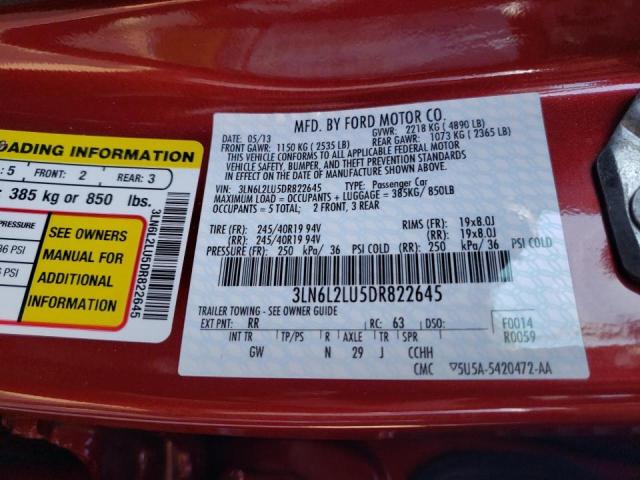 OADING INFORMATION
: 5 FRONT: 2 REAR: 3
: 385 kg or 850 lbs.
PRESSURE
36 PSI
PSI
SEE OWNERS
MANUAL FOR
ADDITIONAL
INFORMATION
3LN6L2LU5DR822645
MFD. BY FORD MOTOR CO.
DATE: 05/13 GVWR: 2218 KG ( 4890 LB)
FRONT GAWR: 1150 KG ( 2535 LB) REAR GAWR: 1073 KG ( 2365 LB)
THIS VEHICLE CONFORMS TO ALL APPLICABLE FEDERAL MOTOR
VEHICLE SAFETY, BUMPER, AND THEFT PREVENTION STANDARDS
IN EFFECT ON THE DATE OF MANUFACTURE SHOWN ABOVE.
VIN: 3LN6L2LU5DR822645 TYPE: Passenger Car
MAXIMUM LOAD = OCCUPANTS + LUGGAGE = 385KG/ 850LB
OCCUPANTS = 5 TOTAL: 2 FRONT, 3 REAR
TIRE (FR): 245/40R19 94V RIMS (FR): 19x8.0J
(RR): 245/40R19 94V (RR): 19x8.0J
PRESSURE (FR): 250 kPa/ 36 PSI COLD (RR): 250 kPa/36 PSI COLD
3LN6L2LU5DR822645
TRAILER TOWING - SEE OWNER GUIDE
EXT PNT: RR RC: 63 DSO: F0014
R0059
INT TR TP/PS R AXLE TR SPR
GW N 29 J CCHH
CMC ▽5U5A-5420472-AA